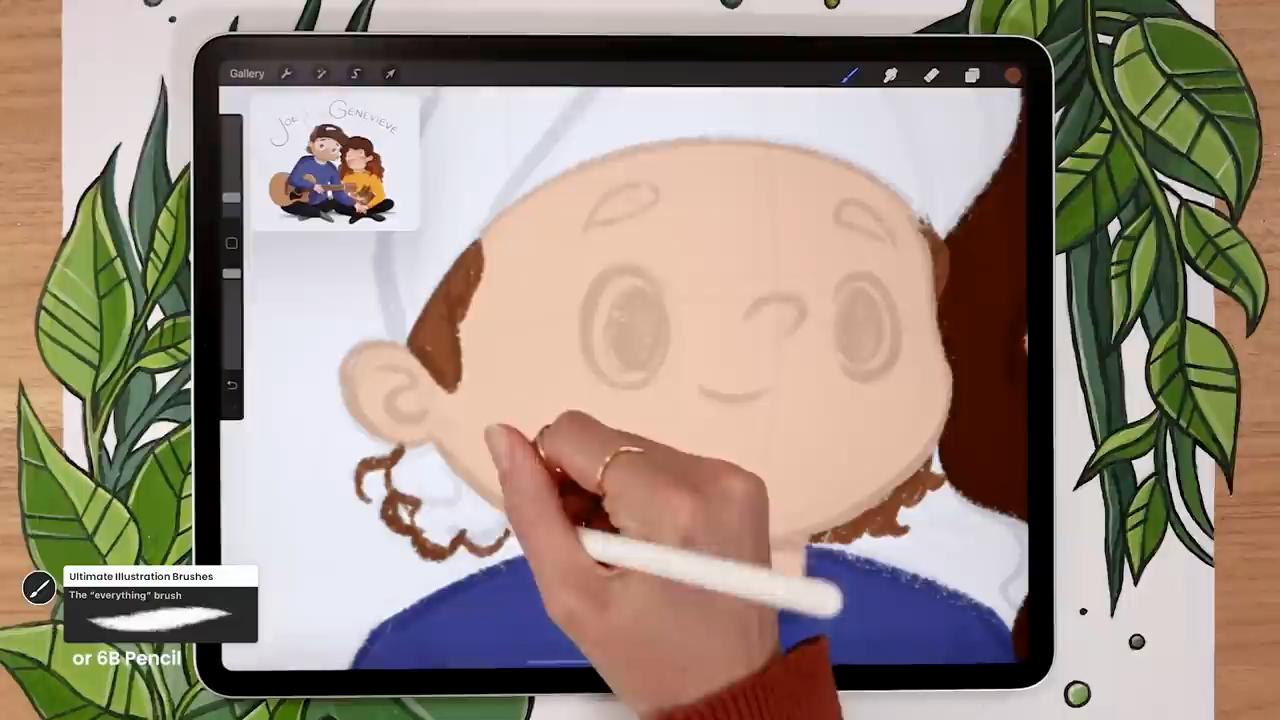 Gallery
JOE
GENEVIEVE
Ultimate Illustration Brushes
The “everything” brush
or 6B Pencil